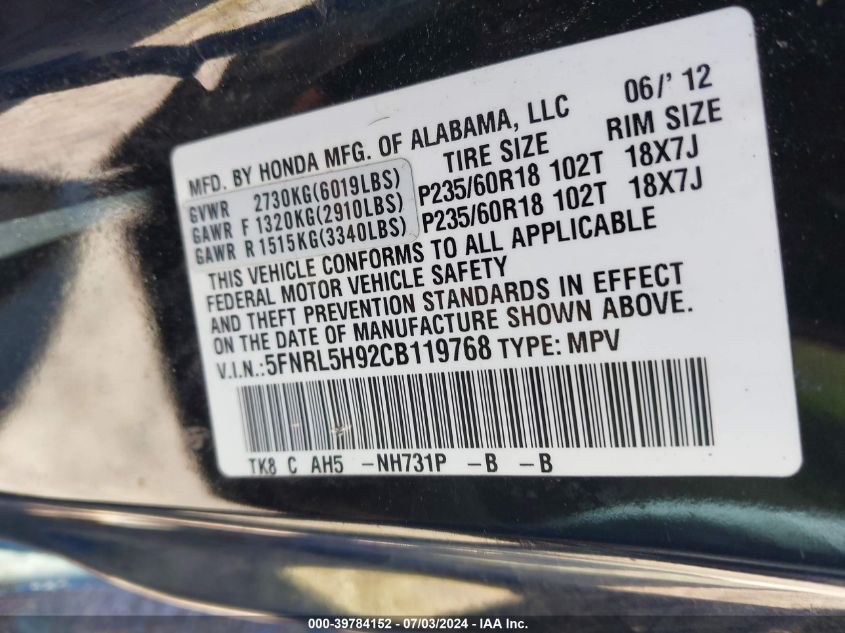 MFD. BY HONDA MFG. OF ALABAMA, LLC 06/' 12
TIRE SIZE RIM SIZE
GVWR 2730KG(6019LBS)
GAWR F 1320KG(2910LBS) P235/60R18 102T 18X7J
GAWR R 1515KG(3340LBS) P235/60R18 102T 18X7J
THIS VEHICLE CONFORMS TO ALL APPLICABLE
FEDERAL MOTOR VEHICLE SAFETY
AND THEFT PREVENTION STANDARDS IN EFFECT
ON THE DATE OF MANUFACTURE SHOWN ABOVE.
V.I.N.:5FNRL5H92CB119768 TYPE: MPV
TK8 C AH5 -NH731P -B -B
000-39784152 - 07/03/2024 - IAA Inc.